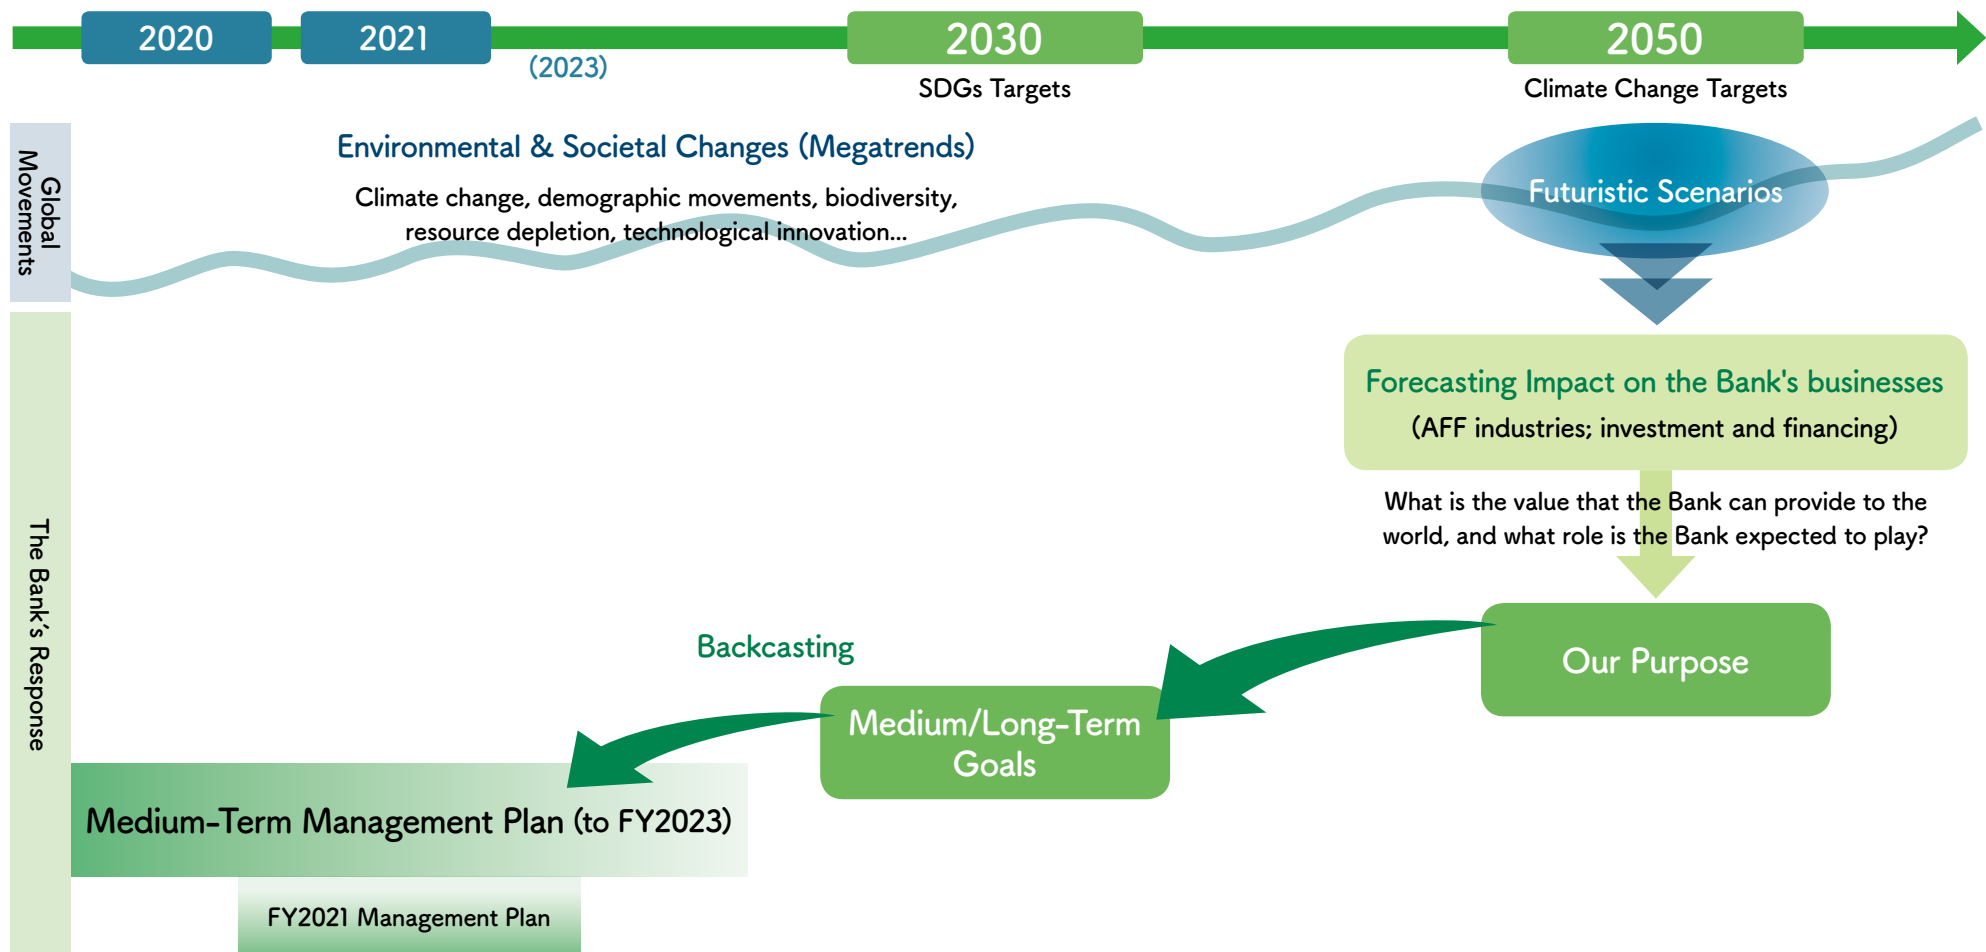 2020
2021
(2023)
2030
SDGs Targets
2050
Climate Change Targets
Global
Movements
Environmental & Societal Changes (Megatrends)
Climate change, demographic movements, biodiversity,
resource depletion, technological innovation...
Futuristic Scenarios
The Bank's Response
Forecasting Impact on the Bank's businesses
(AFF industries; investment and financing)
What is the value that the Bank can provide to the
world, and what role is the Bank expected to play?
Our Purpose
Backcasting
Medium/Long-Term
Goals
Medium-Term Management Plan (to FY2023)
FY2021 Management Plan